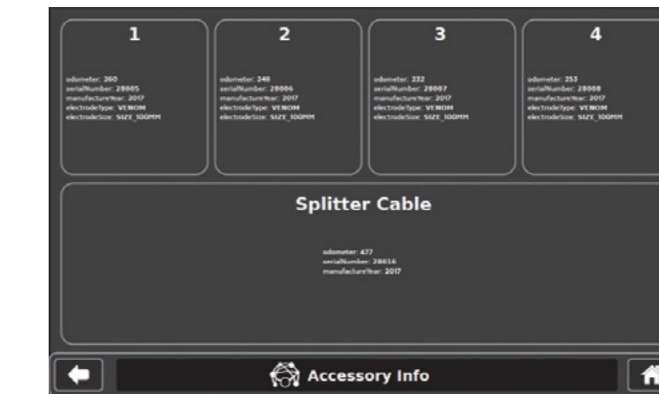 1
odometer: 260
serialNumber: 28005
manufactureYear: 2017
electrodeType: VENOM
electrodeSize: SIZE_100MM
2
odometer: 248
serialNumber: 28006
manufactureYear: 2017
electrodeType: VENOM
electrodeSize: SIZE_100MM
3
odometer: 232
serialNumber: 28007
manufactureYear: 2017
electrodeType: VENOM
electrodeSize: SIZE_100MM
4
odometer: 253
serialNumber: 28008
manufactureYear: 2017
electrodeType: VENOM
electrodeSize: SIZE_100MM
Splitter Cable
odometer: 477
serialNumber: 28016
manufactureYear: 2017
Accessory Info